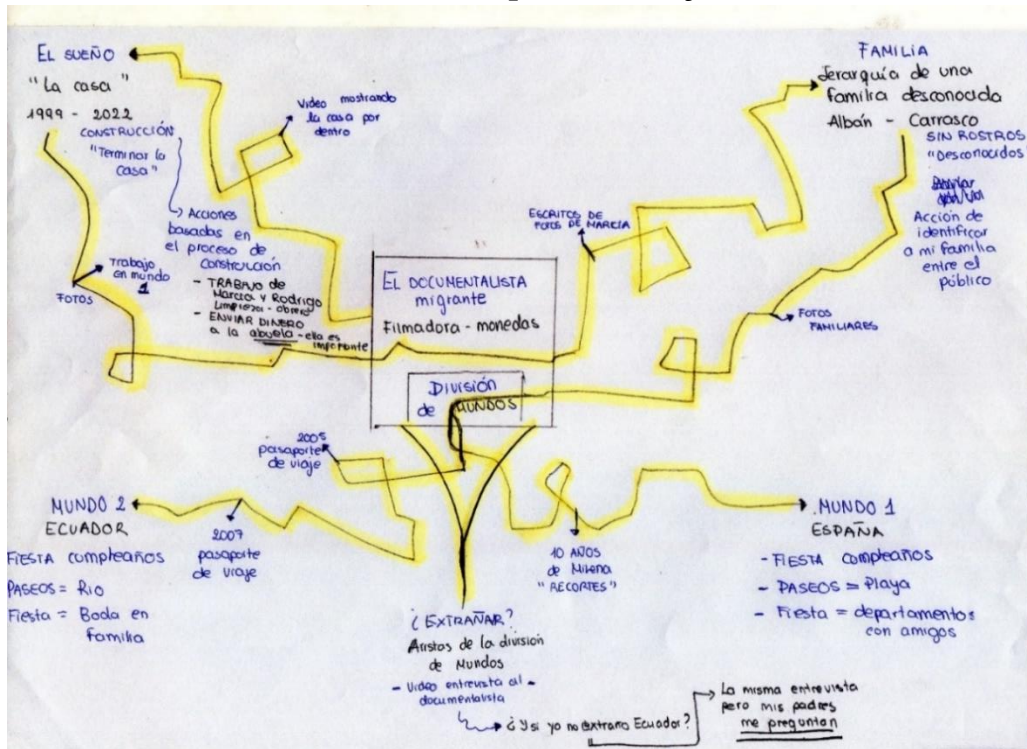 EL SUEÑO
"La casa"
1999 - 2022
CONSTRUCCIÓN
"Terminar la
casa"
Video mostrando
la casa por
dentro
Acciones
basadas en
el proceso de
construcción
- TRABAJO de
Marcia y Rodrigo
Limpieza - obrero
- ENVIAR DINERO
a la abuela - ella es
importante
Trabajo
en mundo
1
FOTOS
EL DOCUMENTALISTA
migrante
Filmadora - monedas
División
de MUNDOS
ESCRITOS DE
FOTOS DE MARCIA
FAMILIA
Jerarquía de una
familia desconocida
Albán - Carrasco
SIN ROSTROS
"Desconocidos"
Acción de
identificar
a mi familia
entre el
público
FOTOS
FAMILIARES
2005
pasaporte
de viaje
MUNDO 2
ECUADOR
FIESTA cumpleaños
PASEOS = RIO
Fiesta = Boda en
familia
2007
pasaporte
de viaje
10 AÑOS
de Milena
"RECORTES"
MUNDO 1
ESPAÑA
- FIESTA cumpleaños
- PASEOS = Playa
- Fiesta = departamentos
con amigos
¿EXTRAÑAR?
Aristas de la división
de Mundos
- Video entrevista al -
documentalista
¿Y si ya no extraño Ecuador?
La misma entrevista
pero mis padres
me preguntan